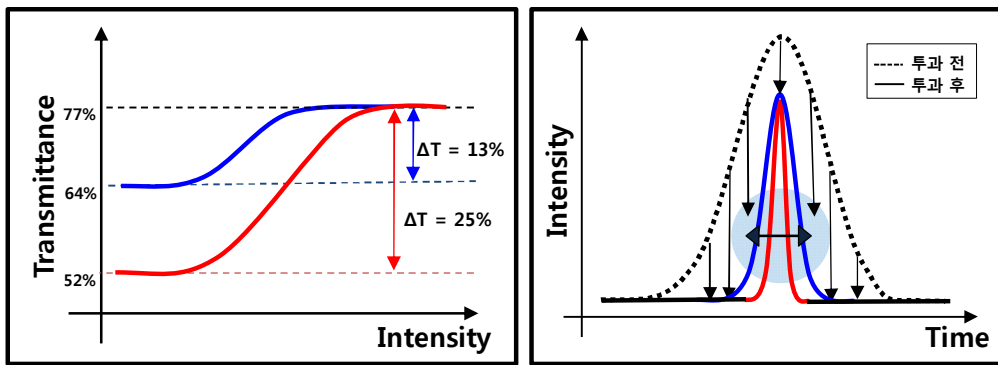 Transmittance
77%
64%
52%
ΔT = 13%
ΔT = 25%
Intensity
Intensity
투과 전
투과 후
Time